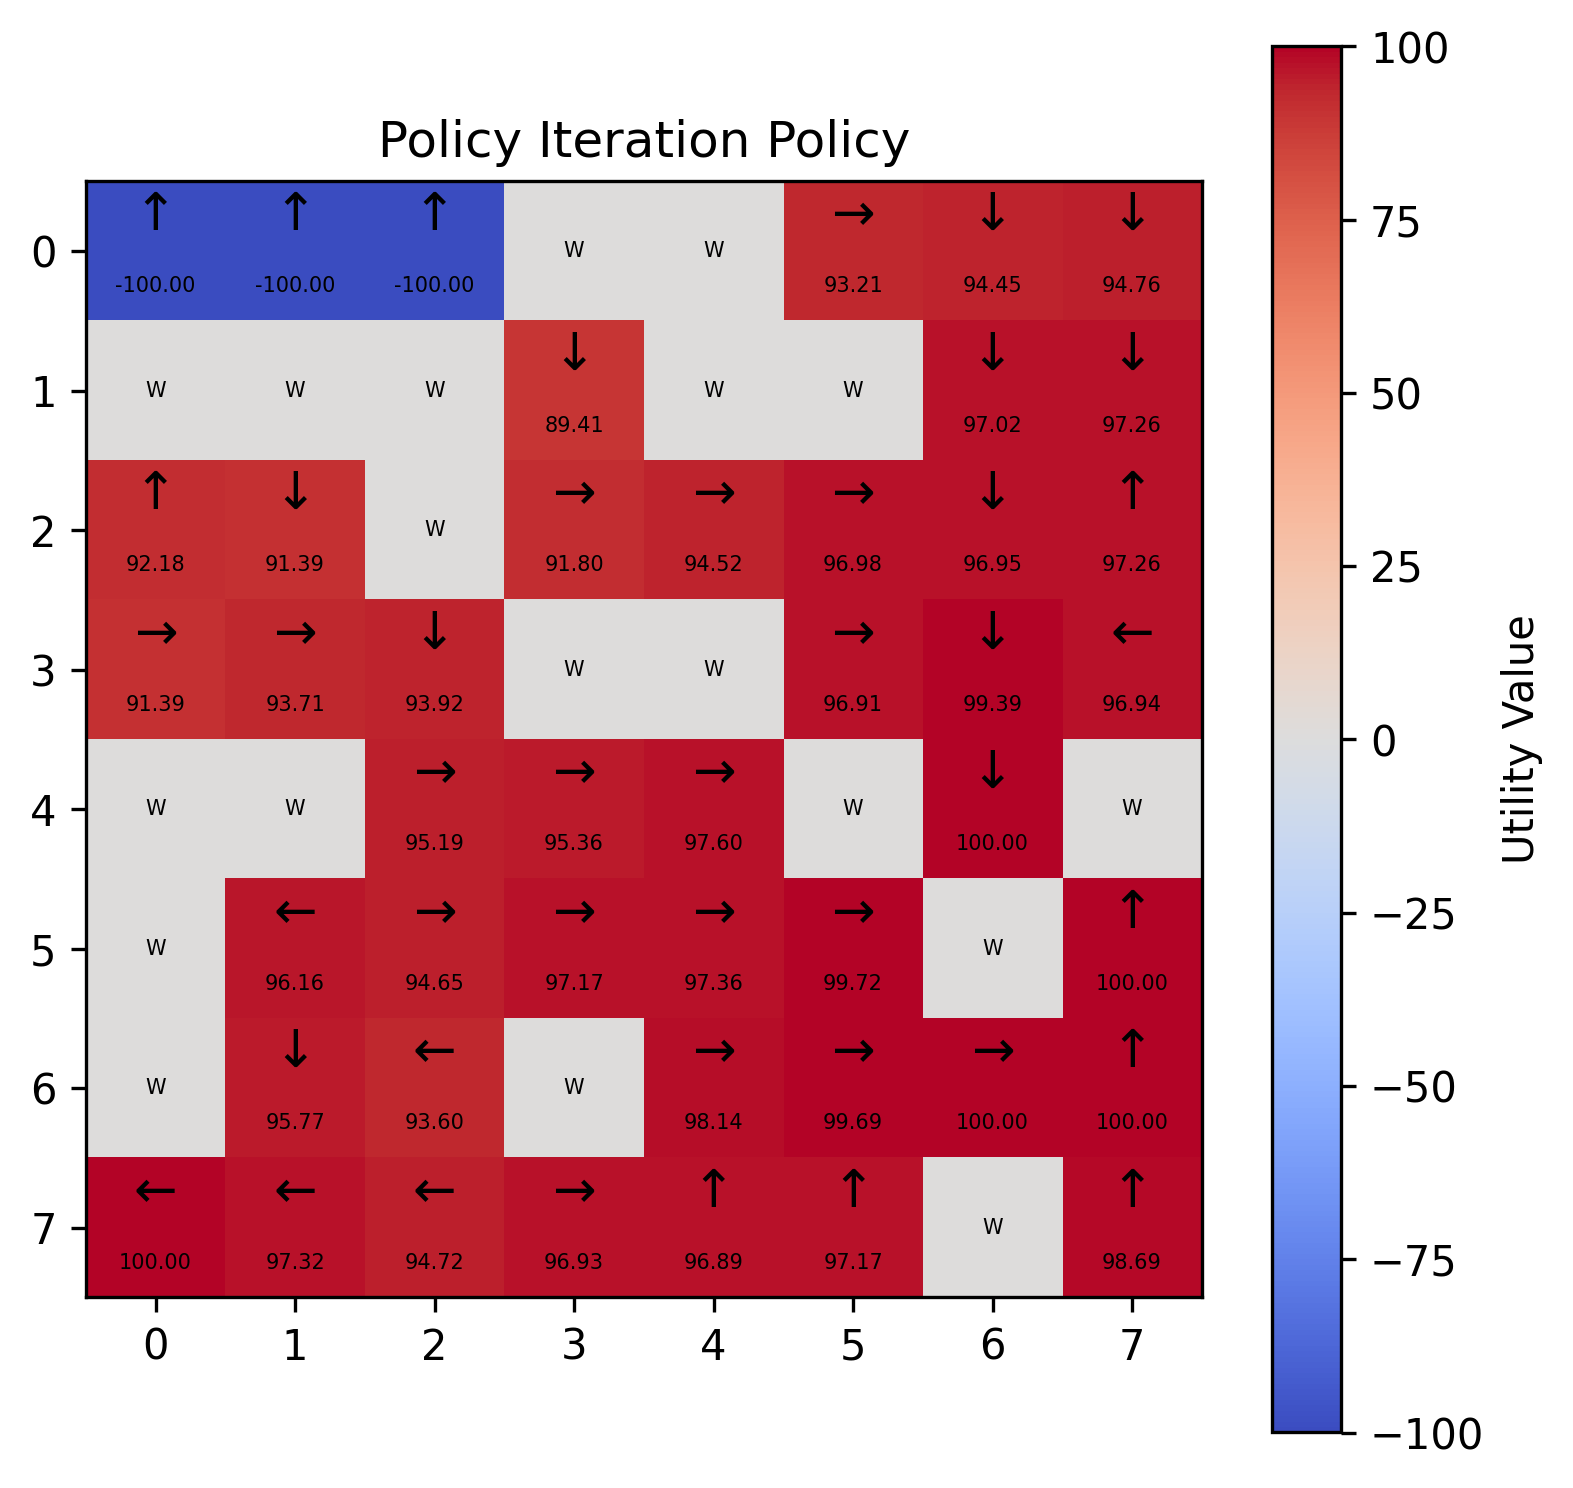 Policy Iteration Policy
↑ ↑ ↑ → ↓ ↓
0 W W
-100.00 -100.00 -100.00 93.21 94.45 94.76
↓ ↓ ↓
1 W W W W W
89.41 97.02 97.26
↑ ↓ → → → ↓ ↑
2 W
92.18 91.39 91.80 94.52 96.98 96.95 97.26
→ → ↓ → ↓ ←
3 W W
91.39 93.71 93.92 96.91 99.39 96.94
→ → → ↓
4 W W W W
95.19 95.36 97.60 100.00
← → → → → ↑
5 W W
96.16 94.65 97.17 97.36 99.72 100.00
↓ ← → → → ↑
6 W W
95.77 93.60 98.14 99.69 100.00 100.00
← ← ← → ↑ ↑ ↑
7 W
100.00 97.32 94.72 96.93 96.89 97.17 98.69
0 1 2 3 4 5 6 7
100
75
50
25
0
−25
−50
−75
−100
Utility Value